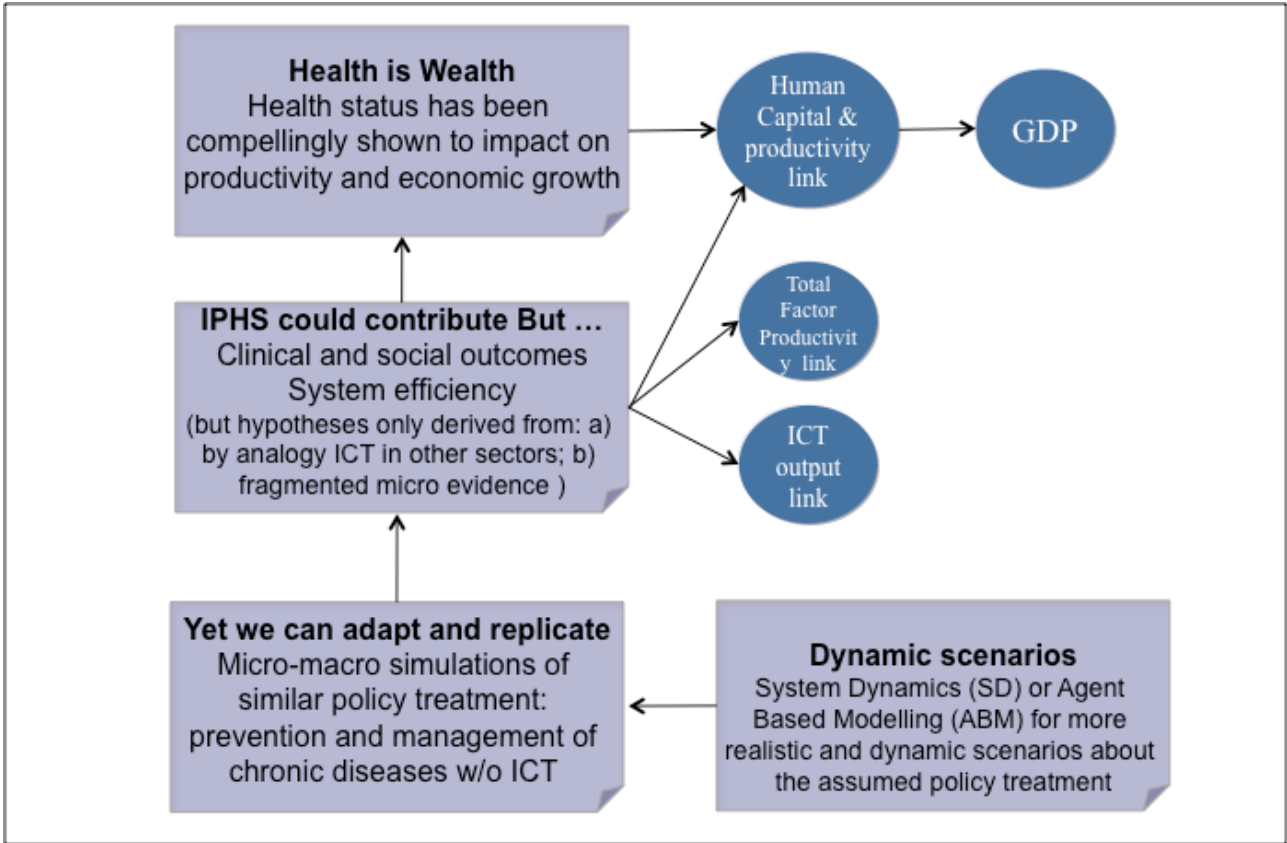 Health is Wealth
Health status has been
compellingly shown to impact on
productivity and economic growth
Human
Capital &
productivity
link
GDP
IPHS could contribute But …
Clinical and social outcomes
System efficiency
(but hypotheses only derived from: a)
by analogy ICT in other sectors; b)
fragmented micro evidence )
Total
Factor
Productivit
y link
ICT
output
link
Yet we can adapt and replicate
Micro-macro simulations of
similar policy treatment:
prevention and management of
chronic diseases w/o ICT
Dynamic scenarios
System Dynamics (SD) or Agent
Based Modelling (ABM) for more
realistic and dynamic scenarios about
the assumed policy treatment